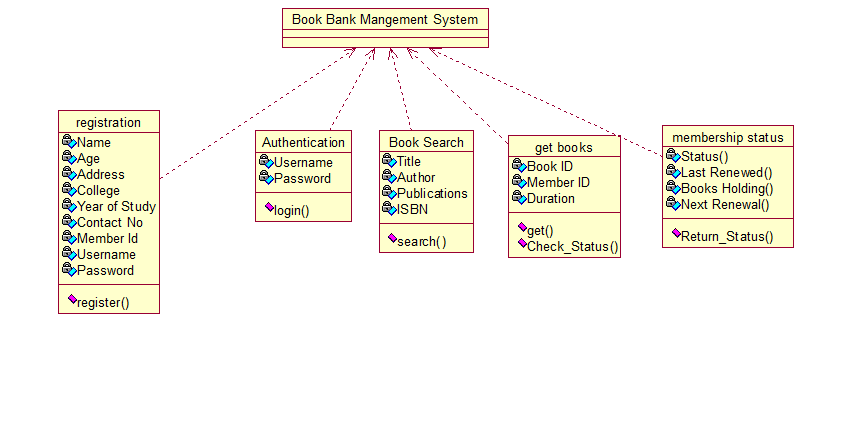 Book Bank Mangement System
registration
Name
Age
Address
College
Year of Study
Contact No
Member Id
Username
Password
register()
Authentication
Username
Password
login()
Book Search
Title
Author
Publications
ISBN
search()
get books
Book ID
Member ID
Duration
get()
Check_Status()
membership status
Status()
Last Renewed()
Books Holding()
Next Renewal()
Return_Status()